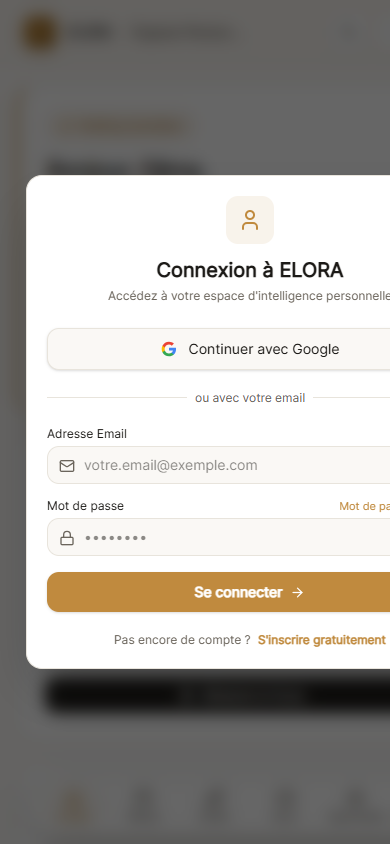 Connexion à ELORA
Accédez à votre espace d'intelligence personnelle
Continuer avec Google
ou avec votre email
Adresse Email
votre.email@exemple.com
Mot de passe
Mot de pa
••••••••
Se connecter →
Pas encore de compte ? S'inscrire gratuitement